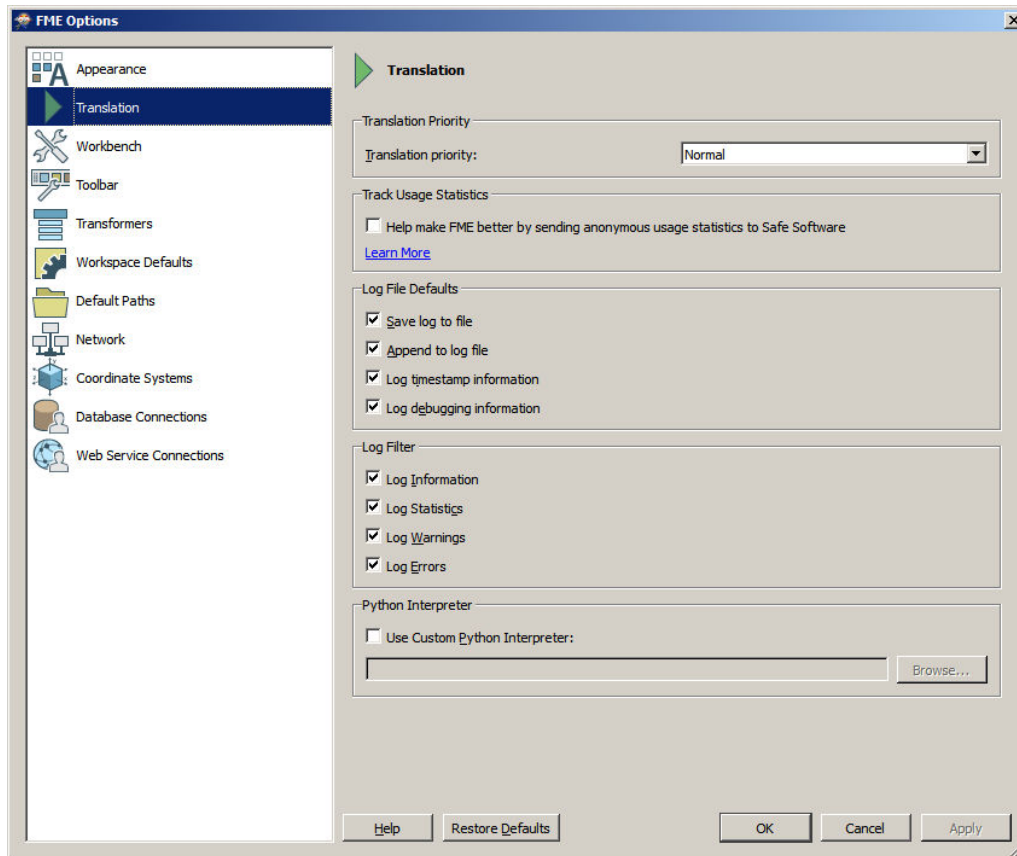 FME Options
Appearance
Translation
Workbench
Toolbar
Transformers
Workspace Defaults
Default Paths
Network
Coordinate Systems
Database Connections
Web Service Connections
Translation
Translation Priority
Translation priority:
Normal
Track Usage Statistics
Help make FME better by sending anonymous usage statistics to Safe Software
Learn More
Log File Defaults
Save log to file
Append to log file
Log timestamp information
Log debugging information
Log Filter
Log Information
Log Statistics
Log Warnings
Log Errors
Python Interpreter
Use Custom Python Interpreter:
Browse...
Help
Restore Defaults
OK
Cancel
Apply